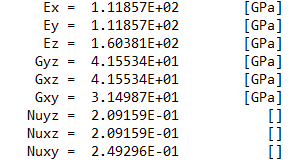 Ex = 1.11857E+02 [GPa]
Ey = 1.11857E+02 [GPa]
Ez = 1.60381E+02 [GPa]
Gyz = 4.15534E+01 [GPa]
Gxz = 4.15534E+01 [GPa]
Gxy = 3.14987E+01 [GPa]
Nuyz = 2.09159E-01 []
Nuxz = 2.09159E-01 []
Nuxy = 2.49296E-01 []